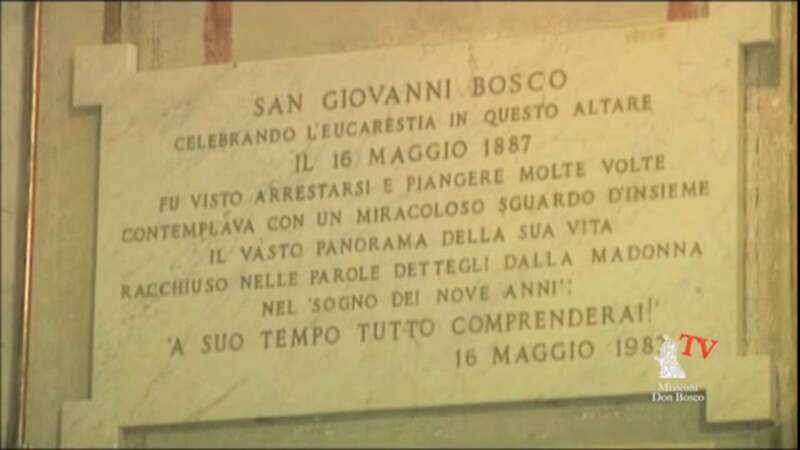 SAN GIOVANNI BOSCO
CELEBRANDO L'EUCARESTIA IN QUESTO ALTARE
IL 16 MAGGIO 1887
FU VISTO ARRESTARSI E PIANGERE MOLTE VOLTE
CONTEMPLAVA CON UN MIRACOLOSO SGUARDO D'INSIEME
IL VASTO PANORAMA DELLA SUA VITA
RACCHIUSO NELLE PAROLE DETTEGLI DALLA MADONNA
NEL 'SOGNO DEI NOVE ANNI':
'A SUO TEMPO TUTTO COMPRENDERAI!'
16 MAGGIO
TV
Missioni
Don Bosco